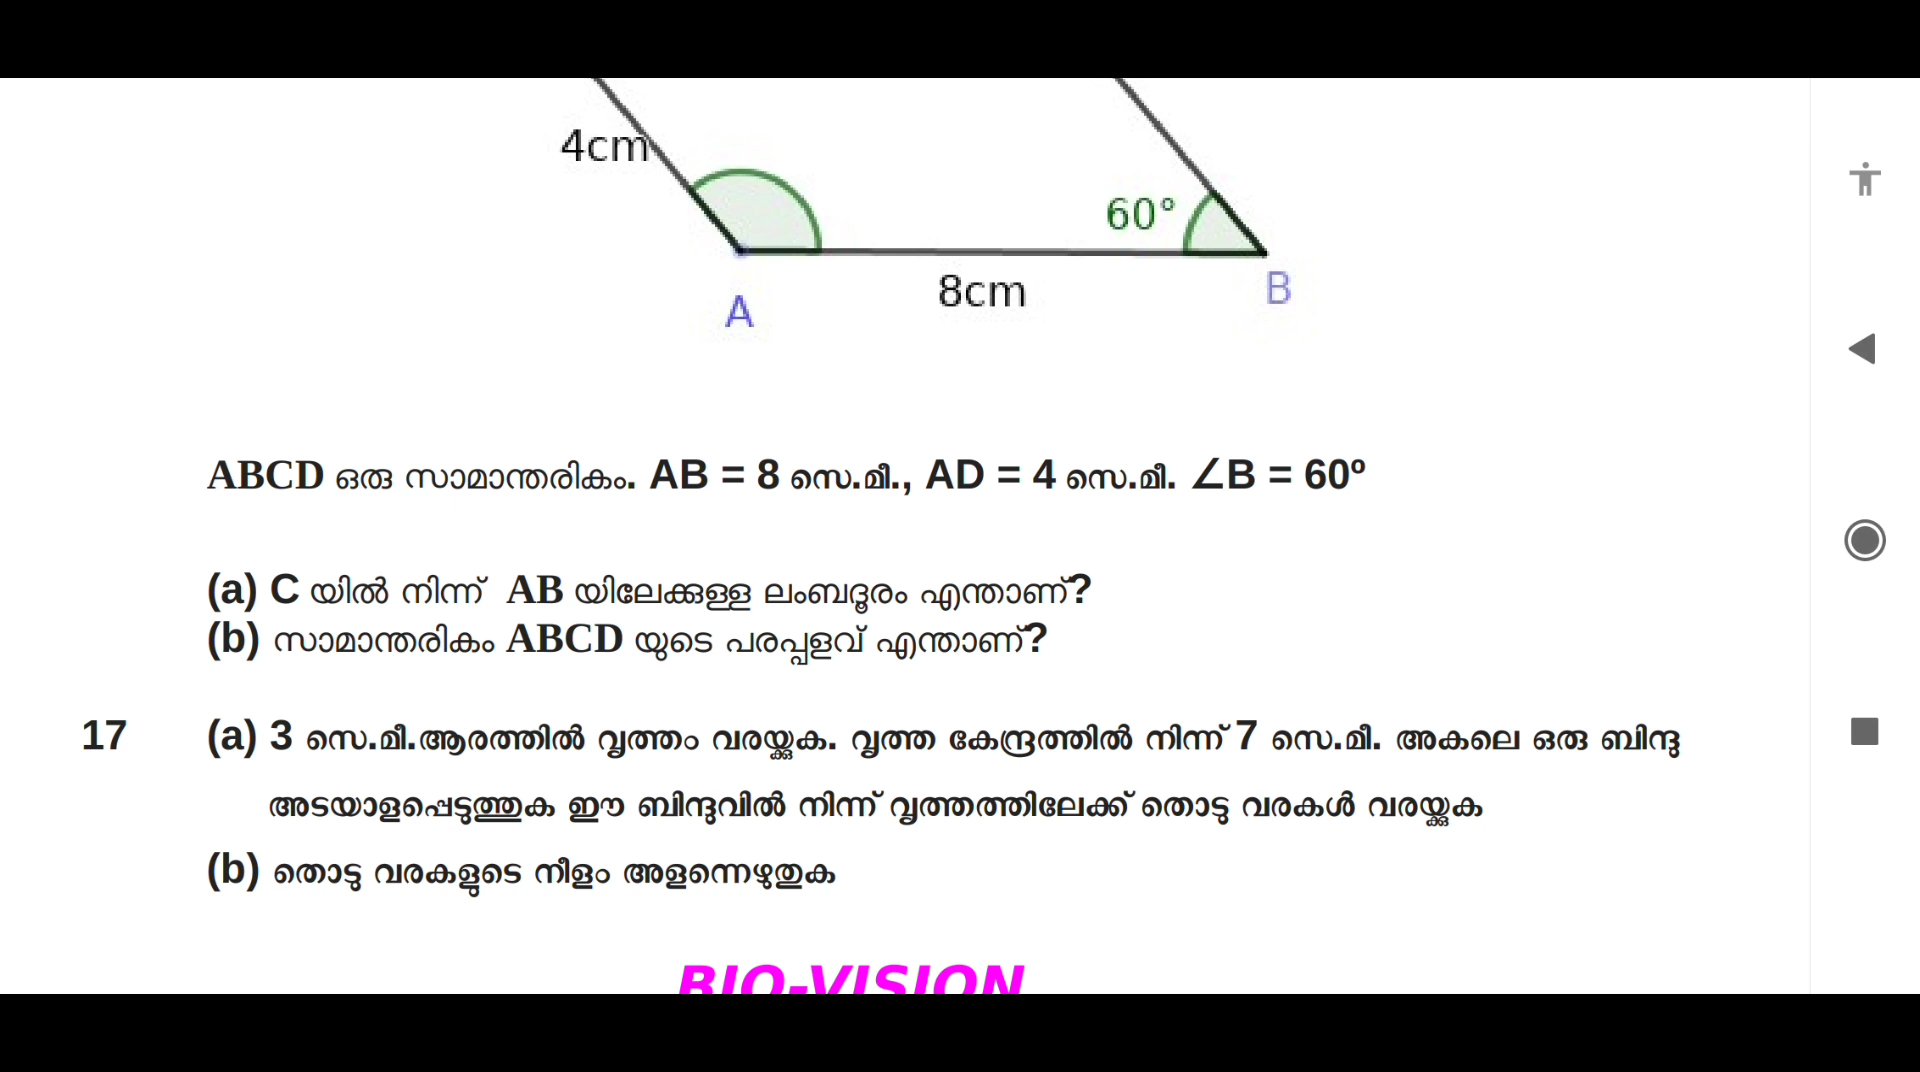 4cm
60°
8cm
B
A
ABCD ഒരു സാമാന്തരികം. AB = 8 സെ.മീ., AD = 4 സെ.മീ. ∠B = 60º
(a) C യിൽ നിന്ന് AB യിലേക്കുള്ള ലംബദൂരം എന്താണ്?
(b) സാമാന്തരികം ABCD യുടെ പരപ്പളവ് എന്താണ്?
17 (a) 3 സെ.മീ.ആരത്തിൽ വൃത്തം വരയ്ക്കുക. വൃത്ത കേന്ദ്രത്തിൽ നിന്ന് 7 സെ.മീ. അകലെ ഒരു ബിന്ദു
അടയാളപ്പെടുത്തുക ഈ ബിന്ദുവിൽ നിന്ന് വൃത്തത്തിലേക്ക് തൊടു വരകൾ വരയ്ക്കുക
(b) തൊടു വരകളുടെ നീളം അളന്നെഴുതുക
BIO-VISION